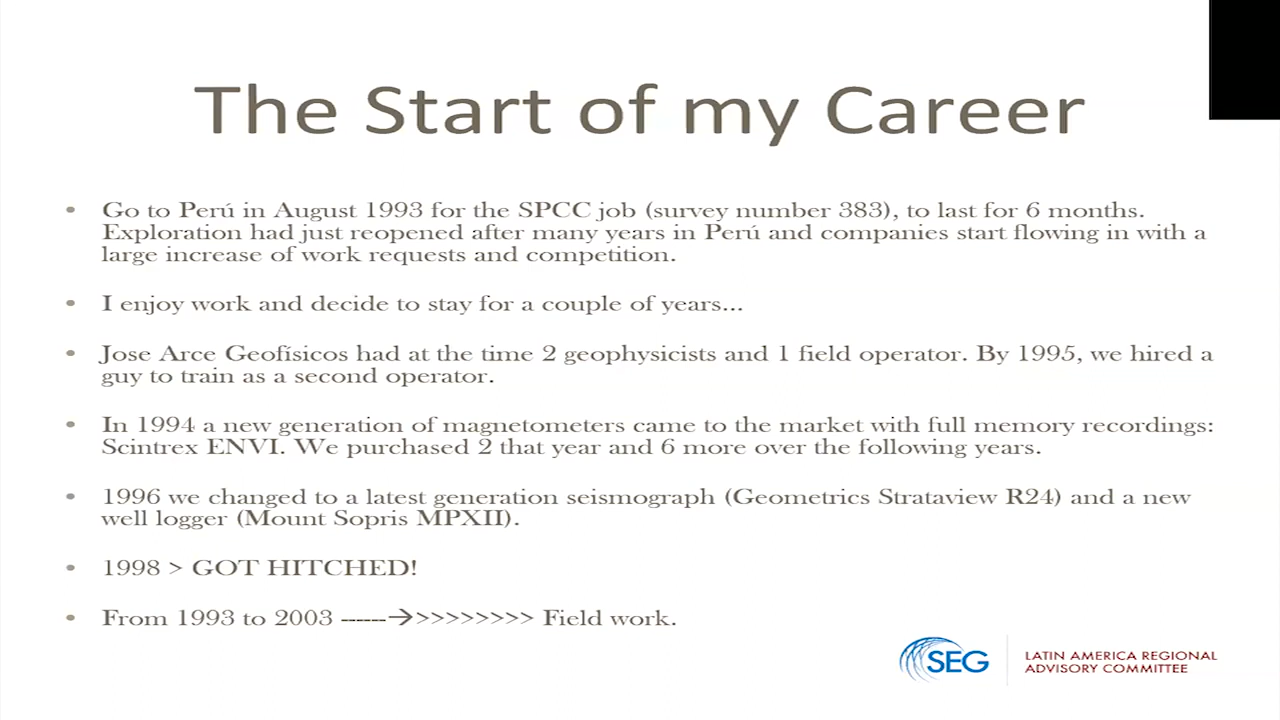 The Start of my Career
• Go to Perú in August 1993 for the SPCC job (survey number 383), to last for 6 months.
Exploration had just reopened after many years in Perú and companies start flowing in with a
large increase of work requests and competition.
• I enjoy work and decide to stay for a couple of years...
• Jose Arce Geofísicos had at the time 2 geophysicists and 1 field operator. By 1995, we hired a
guy to train as a second operator.
• In 1994 a new generation of magnetometers came to the market with full memory recordings:
Scintrex ENVI. We purchased 2 that year and 6 more over the following years.
• 1996 we changed to a latest generation seismograph (Geometrics Strataview R24) and a new
well logger (Mount Sopris MPXII).
• 1998 > GOT HITCHED!
• From 1993 to 2003 ------→>>>>>>>>> Field work.
SEG
LATIN AMERICA REGIONAL
ADVISORY COMMITTEE